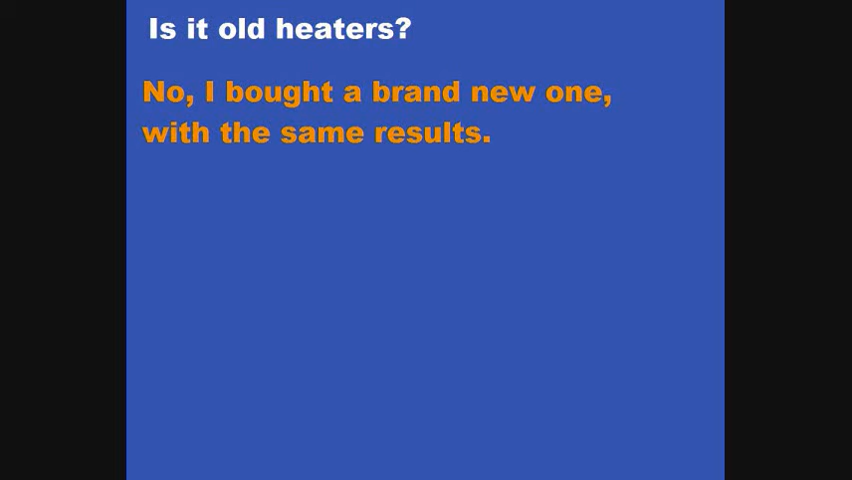 Is it old heaters?
No, I bought a brand new one,
with the same results.